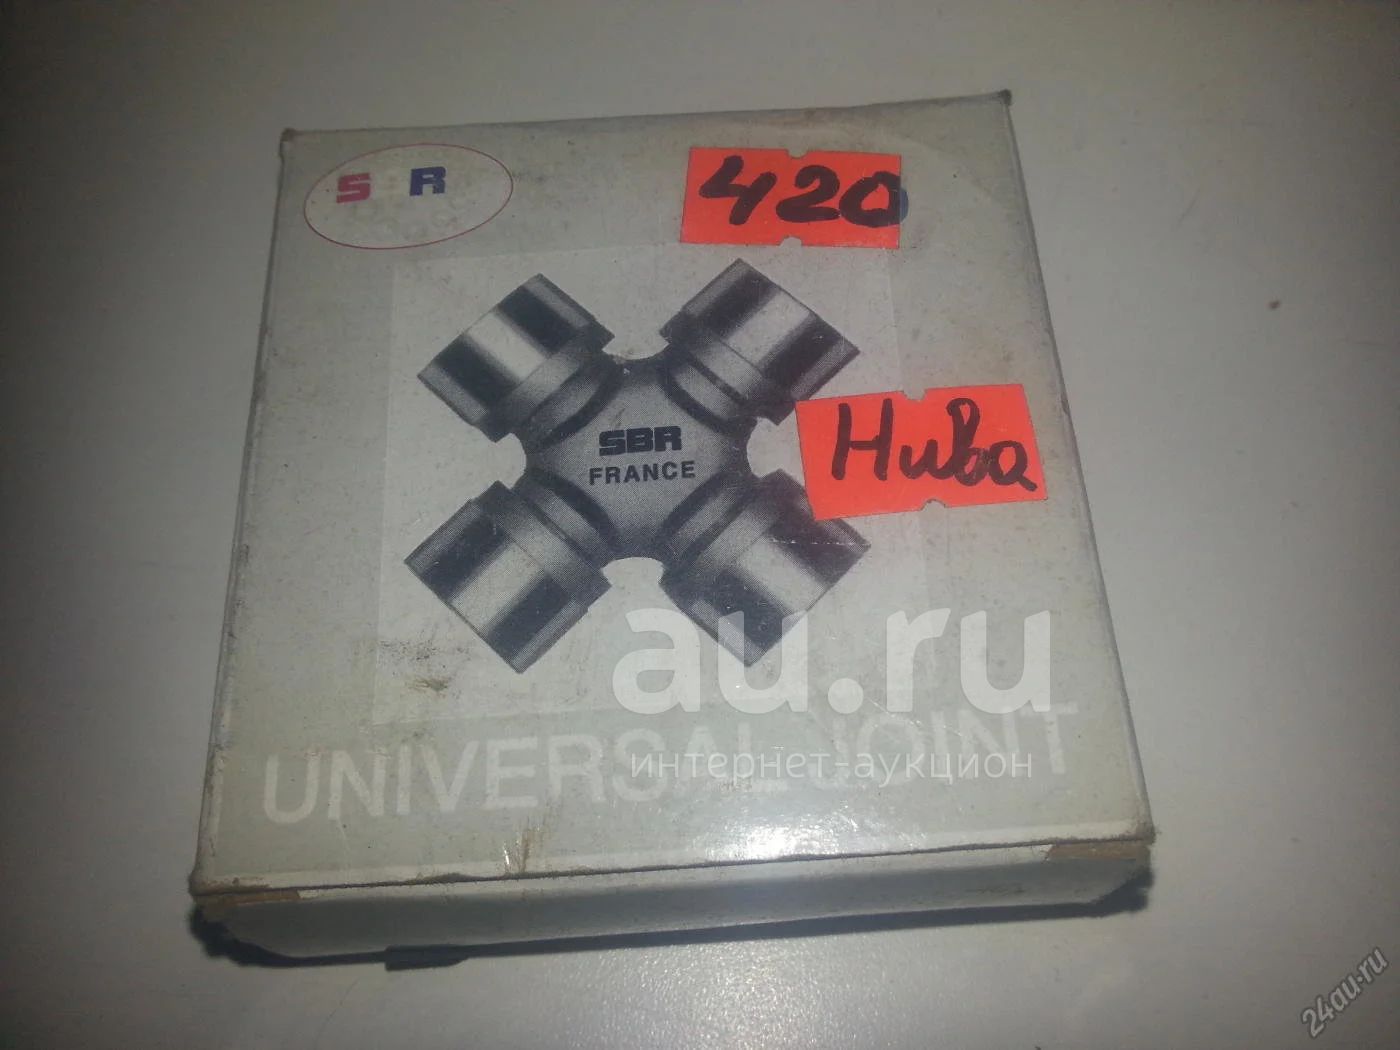 SBR
420
SBR
FRANCE
Нива
au.ru
UNIVERSAL JOINT
интернет-аукцион
24au.ru